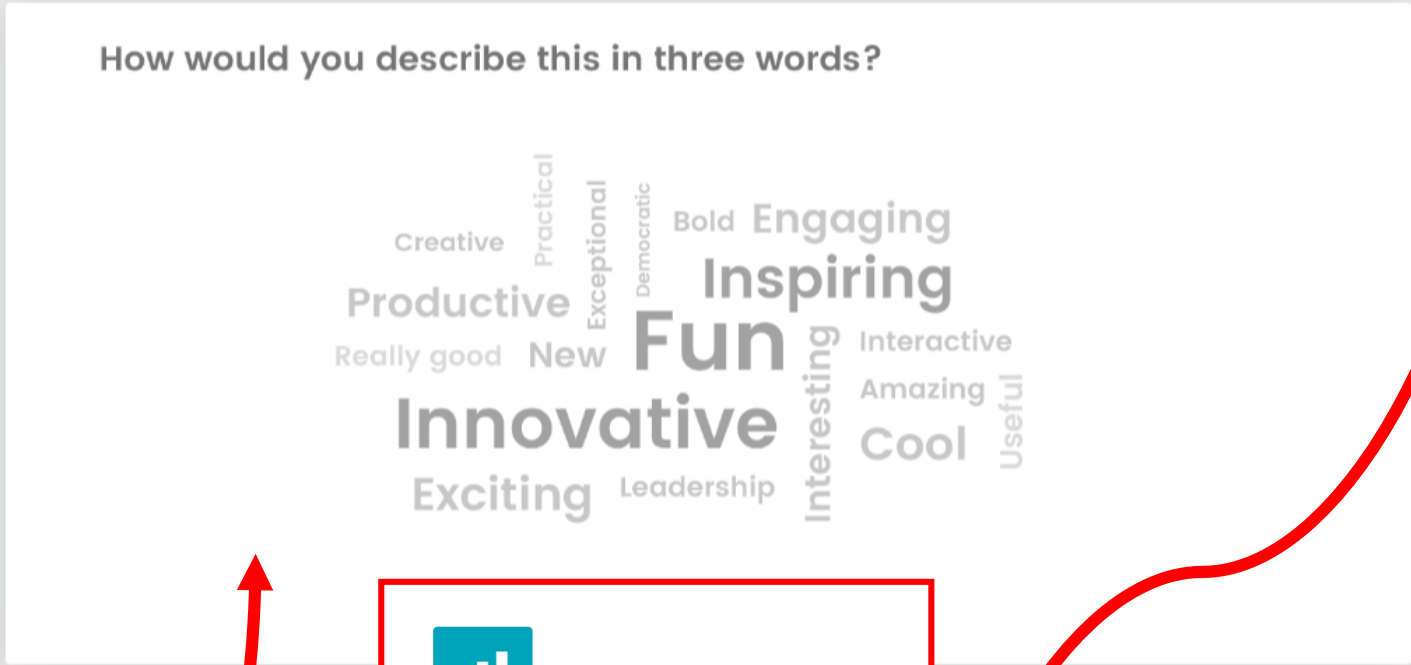 How would you describe this in three words?
Practical
Exceptional
Democratic
Bold
Engaging
Creative
Inspiring
Productive
Fun
Interactive
Really good
New
Interesting
Amazing
Useful
Innovative
Cool
Exciting
Leadership